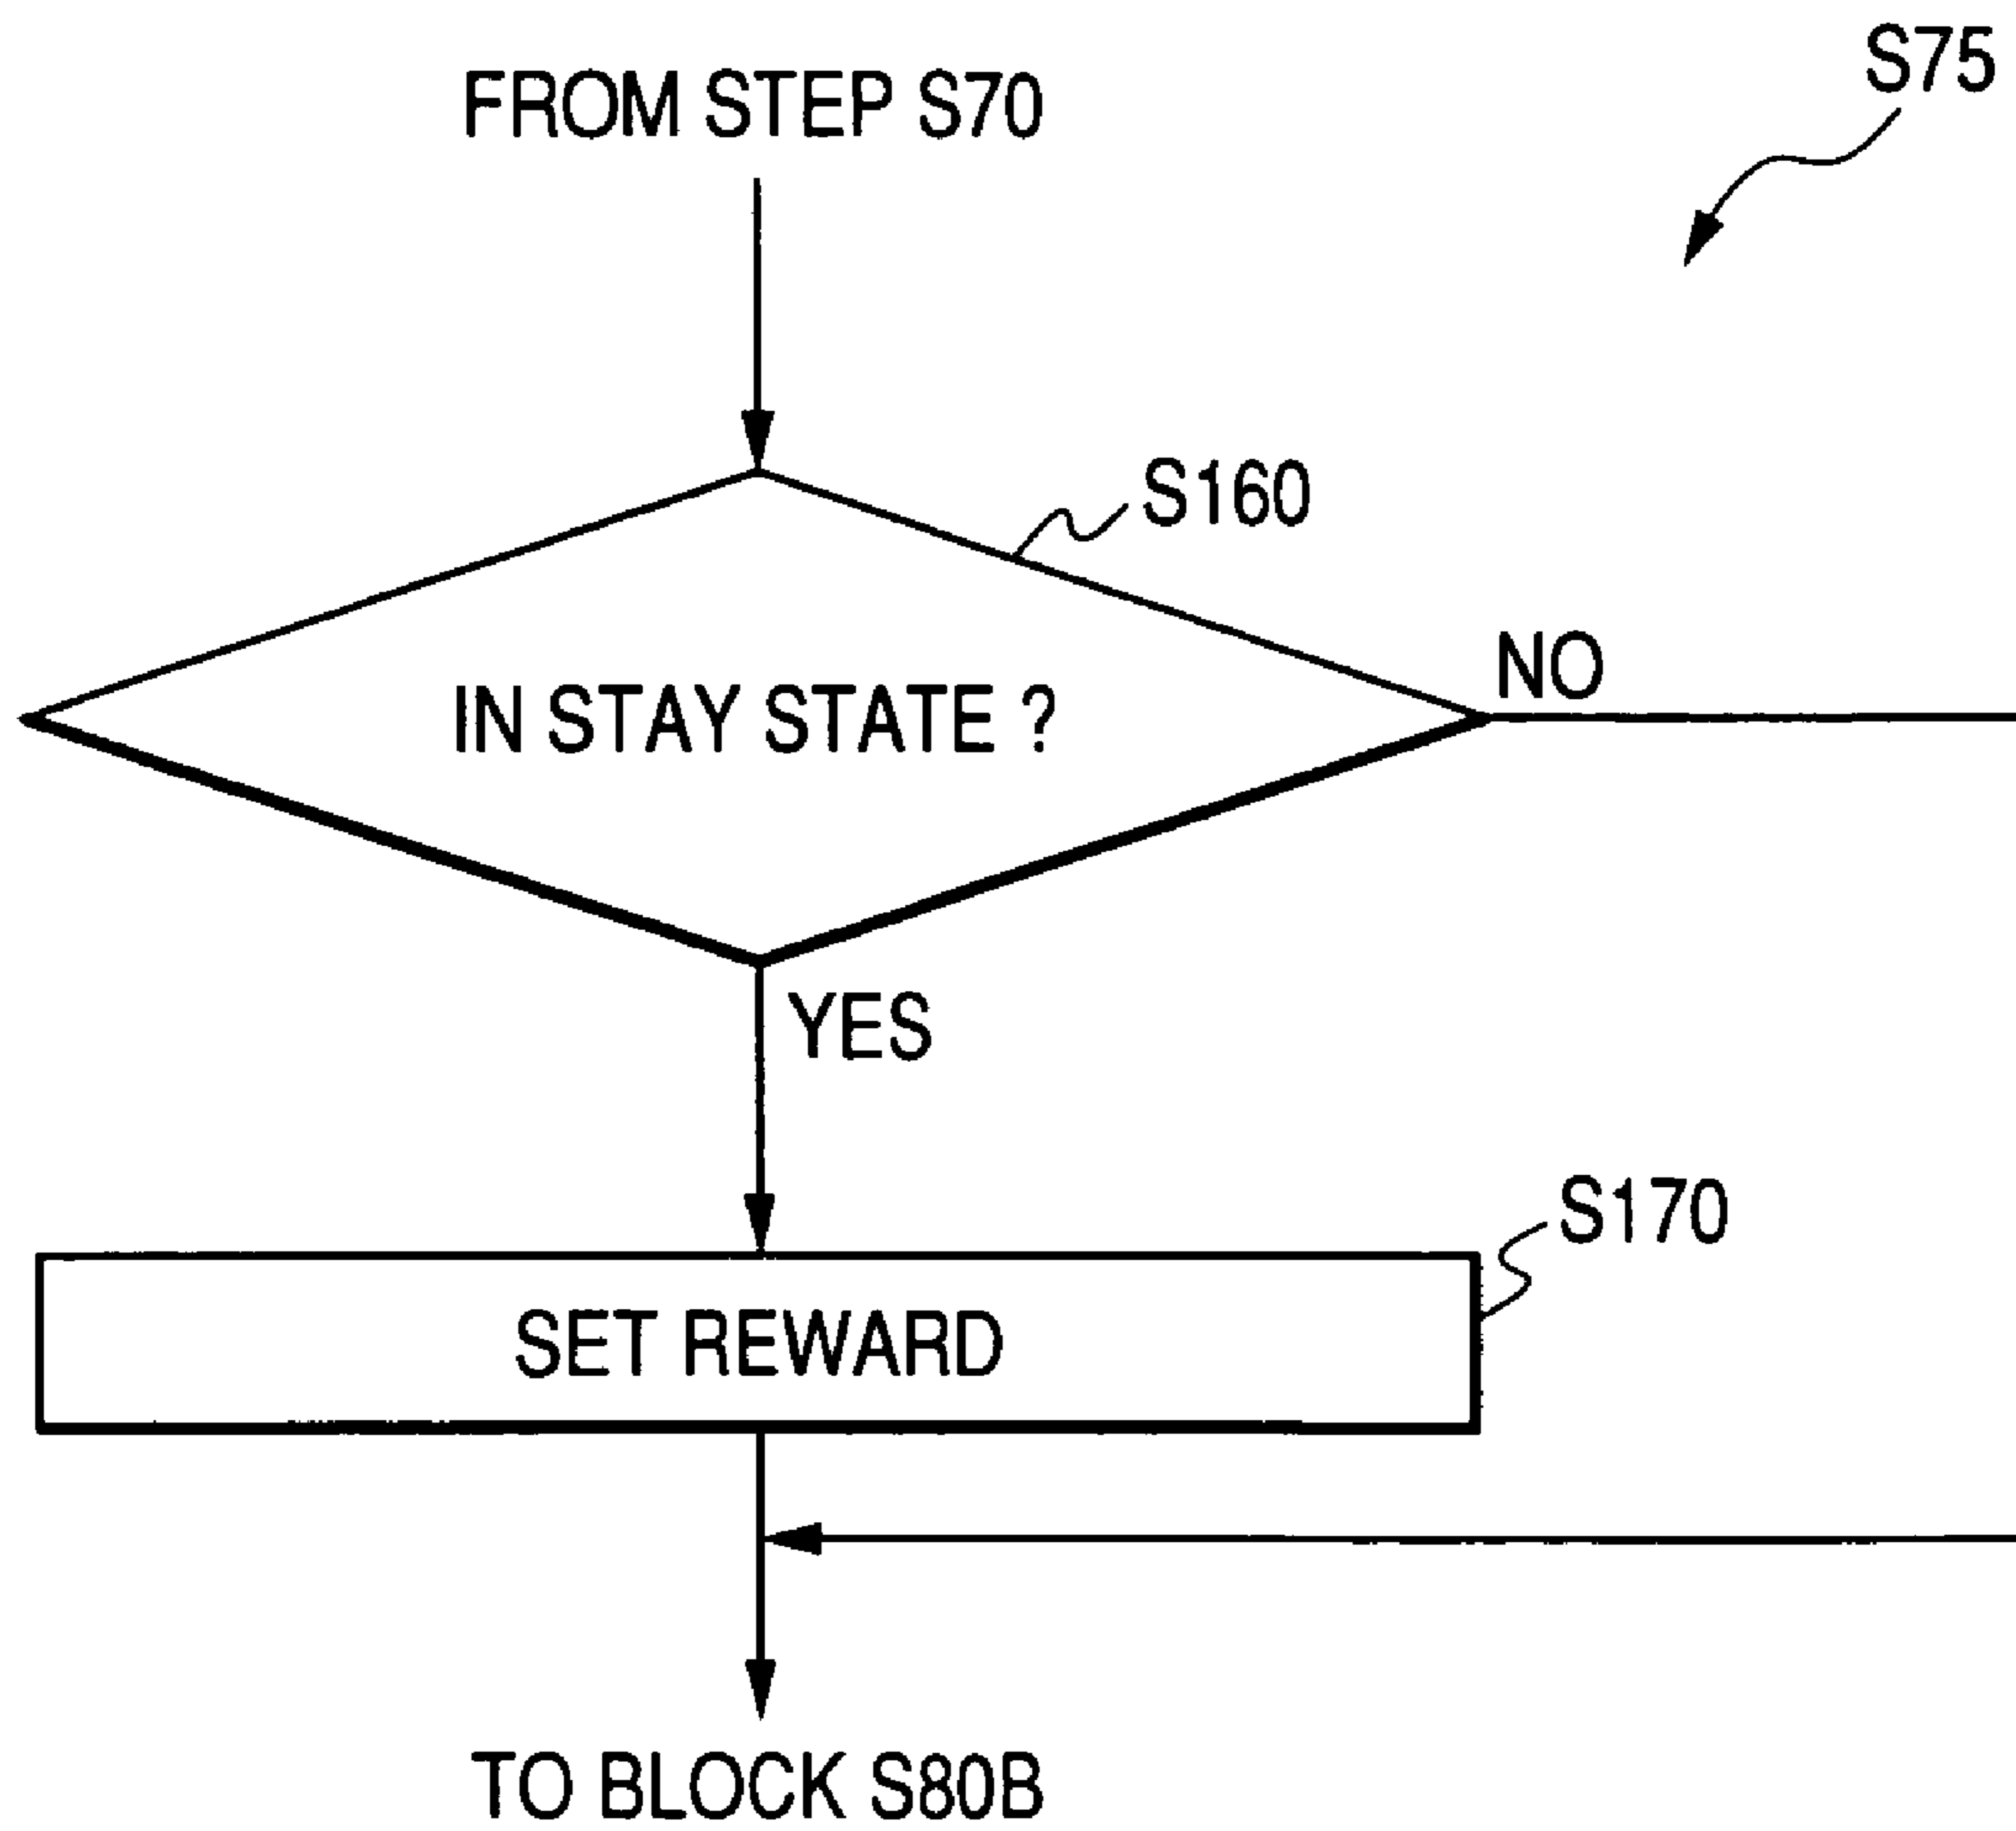 S75
FROM STEP S70
S160
NO
IN STAY STATE ?
YES
S170
SET REWARD
TO BLOCK S80B